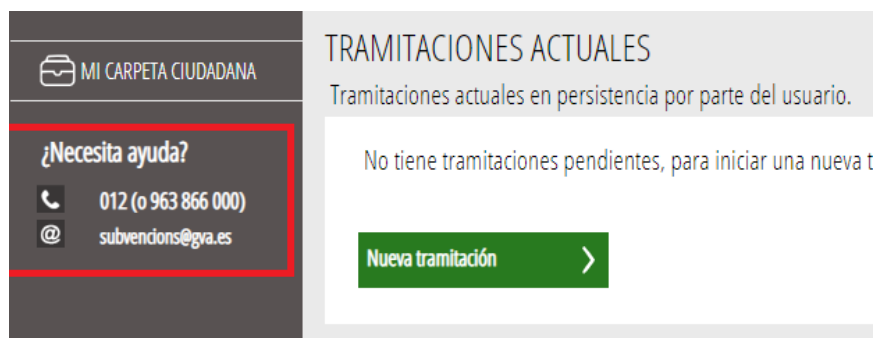 MI CARPETA CIUDADANA
¿Necesita ayuda?
012 (o 963 866 000)
@ subvencions@gva.es
TRAMITACIONES ACTUALES
Tramitaciones actuales en persistencia por parte del usuario.
No tiene tramitaciones pendientes, para iniciar una nueva t
Nueva tramitación